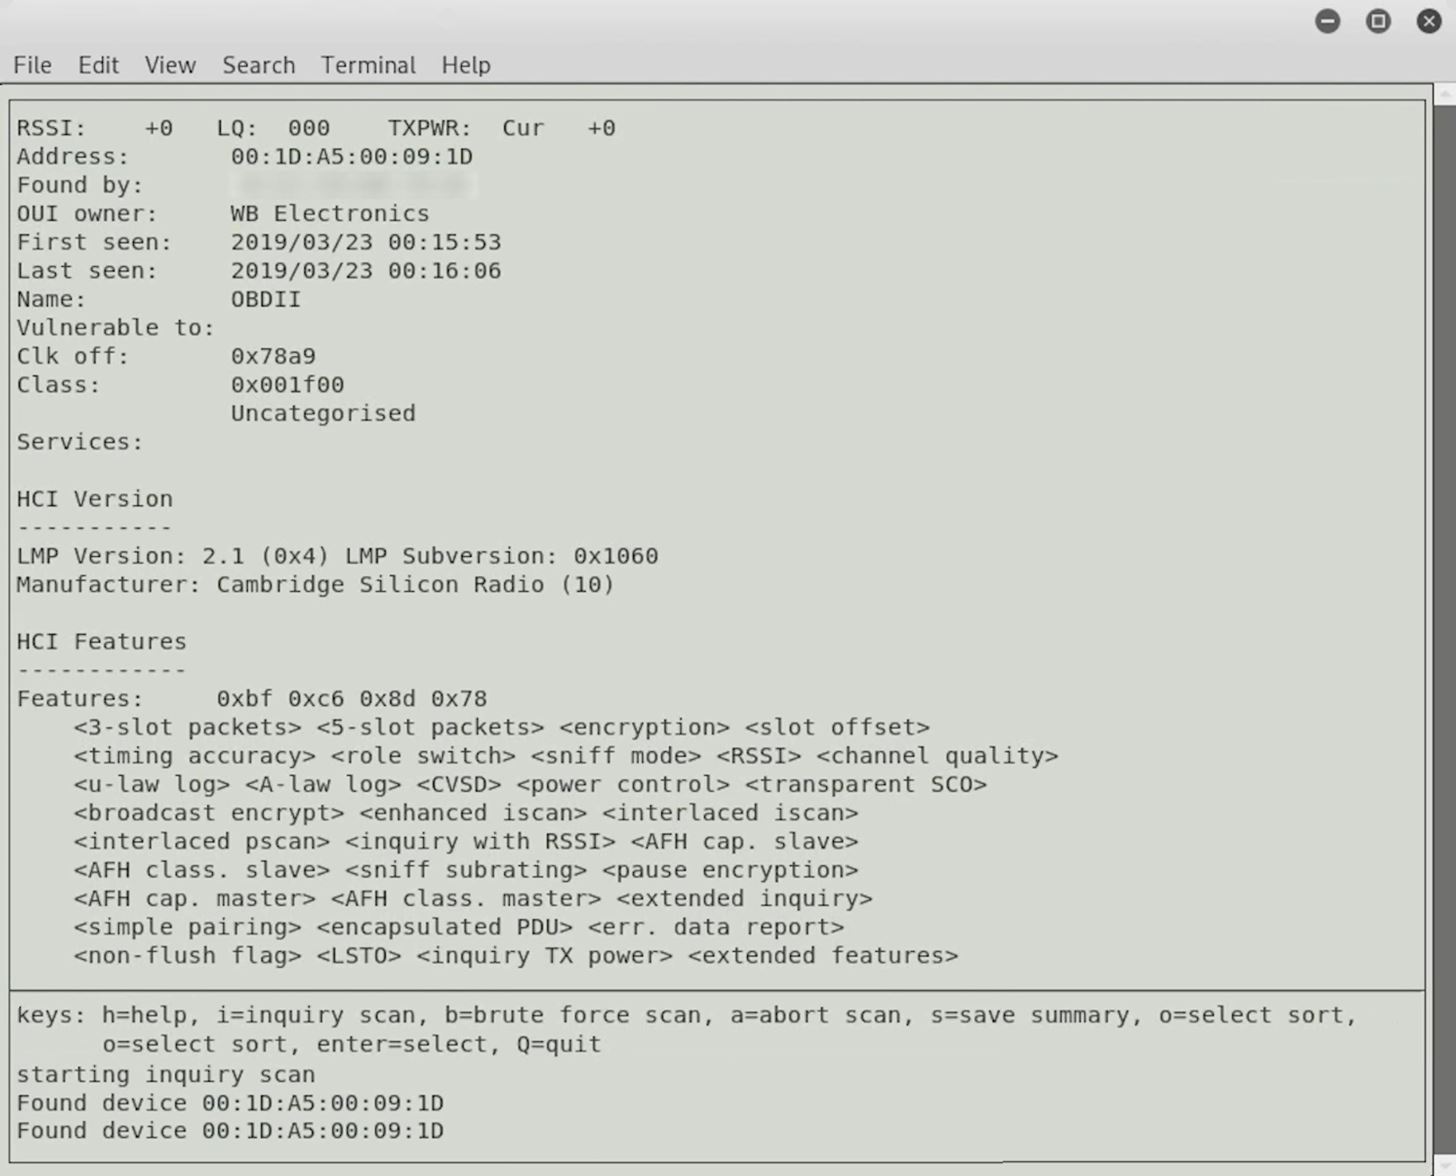 File Edit View Search Terminal Help
RSSI: +0 LQ: 000 TXPWR: Cur +0
Address: 00:1D:A5:00:09:1D
Found by:
OUI owner: WB Electronics
First seen: 2019/03/23 00:15:53
Last seen: 2019/03/23 00:16:06
Name: OBDII
Vulnerable to:
Clk off: 0x78a9
Class: 0x001f00
Uncategorised
Services:
HCI Version
-----------
LMP Version: 2.1 (0x4) LMP Subversion: 0x1060
Manufacturer: Cambridge Silicon Radio (10)
HCI Features
------------
Features: 0xbf 0xc6 0x8d 0x78
<3-slot packets> <5-slot packets> <encryption> <slot offset>
<timing accuracy> <role switch> <sniff mode> <RSSI> <channel quality>
<u-law log> <A-law log> <CVSD> <power control> <transparent SCO>
<broadcast encrypt> <enhanced iscan> <interlaced iscan>
<interlaced pscan> <inquiry with RSSI> <AFH cap. slave>
<AFH class. slave> <sniff subrating> <pause encryption>
<AFH cap. master> <AFH class. master> <extended inquiry>
<simple pairing> <encapsulated PDU> <err. data report>
<non-flush flag> <LSTO> <inquiry TX power> <extended features>
keys: h=help, i=inquiry scan, b=brute force scan, a=abort scan, s=save summary, o=select sort,
o=select sort, enter=select, Q=quit
starting inquiry scan
Found device 00:1D:A5:00:09:1D
Found device 00:1D:A5:00:09:1D